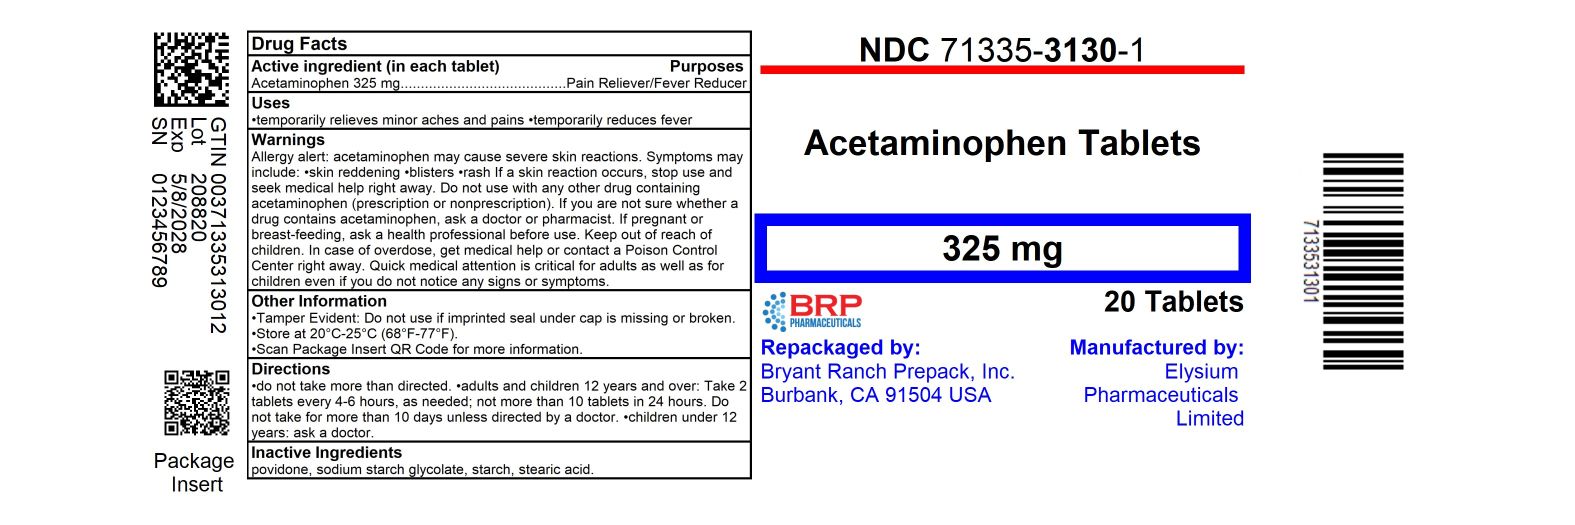 GTIN 00371335313012
Lot 208820
Exp 5/8/2028
SN 0123456789
Package
Insert
Drug Facts
Active ingredient (in each tablet) Purposes
Acetaminophen 325 mg.........................................Pain Reliever/Fever Reducer
Uses
•temporarily relieves minor aches and pains •temporarily reduces fever
Warnings
Allergy alert: acetaminophen may cause severe skin reactions. Symptoms may
include: •skin reddening •blisters •rash If a skin reaction occurs, stop use and
seek medical help right away. Do not use with any other drug containing
acetaminophen (prescription or nonprescription). If you are not sure whether a
drug contains acetaminophen, ask a doctor or pharmacist. If pregnant or
breast-feeding, ask a health professional before use. Keep out of reach of
children. In case of overdose, get medical help or contact a Poison Control
Center right away. Quick medical attention is critical for adults as well as for
children even if you do not notice any signs or symptoms.
Other Information
•Tamper Evident: Do not use if imprinted seal under cap is missing or broken.
•Store at 20°C-25°C (68°F-77°F).
•Scan Package Insert QR Code for more information.
Directions
•do not take more than directed. •adults and children 12 years and over: Take 2
tablets every 4-6 hours, as needed; not more than 10 tablets in 24 hours. Do
not take for more than 10 days unless directed by a doctor. •children under 12
years: ask a doctor.
Inactive Ingredients
povidone, sodium starch glycolate, starch, stearic acid.
NDC 71335-3130-1
Acetaminophen Tablets
325 mg
BRP
PHARMACEUTICALS
20 Tablets
Repackaged by:
Bryant Ranch Prepack, Inc.
Burbank, CA 91504 USA
Manufactured by:
Elysium
Pharmaceuticals
Limited
7133531301